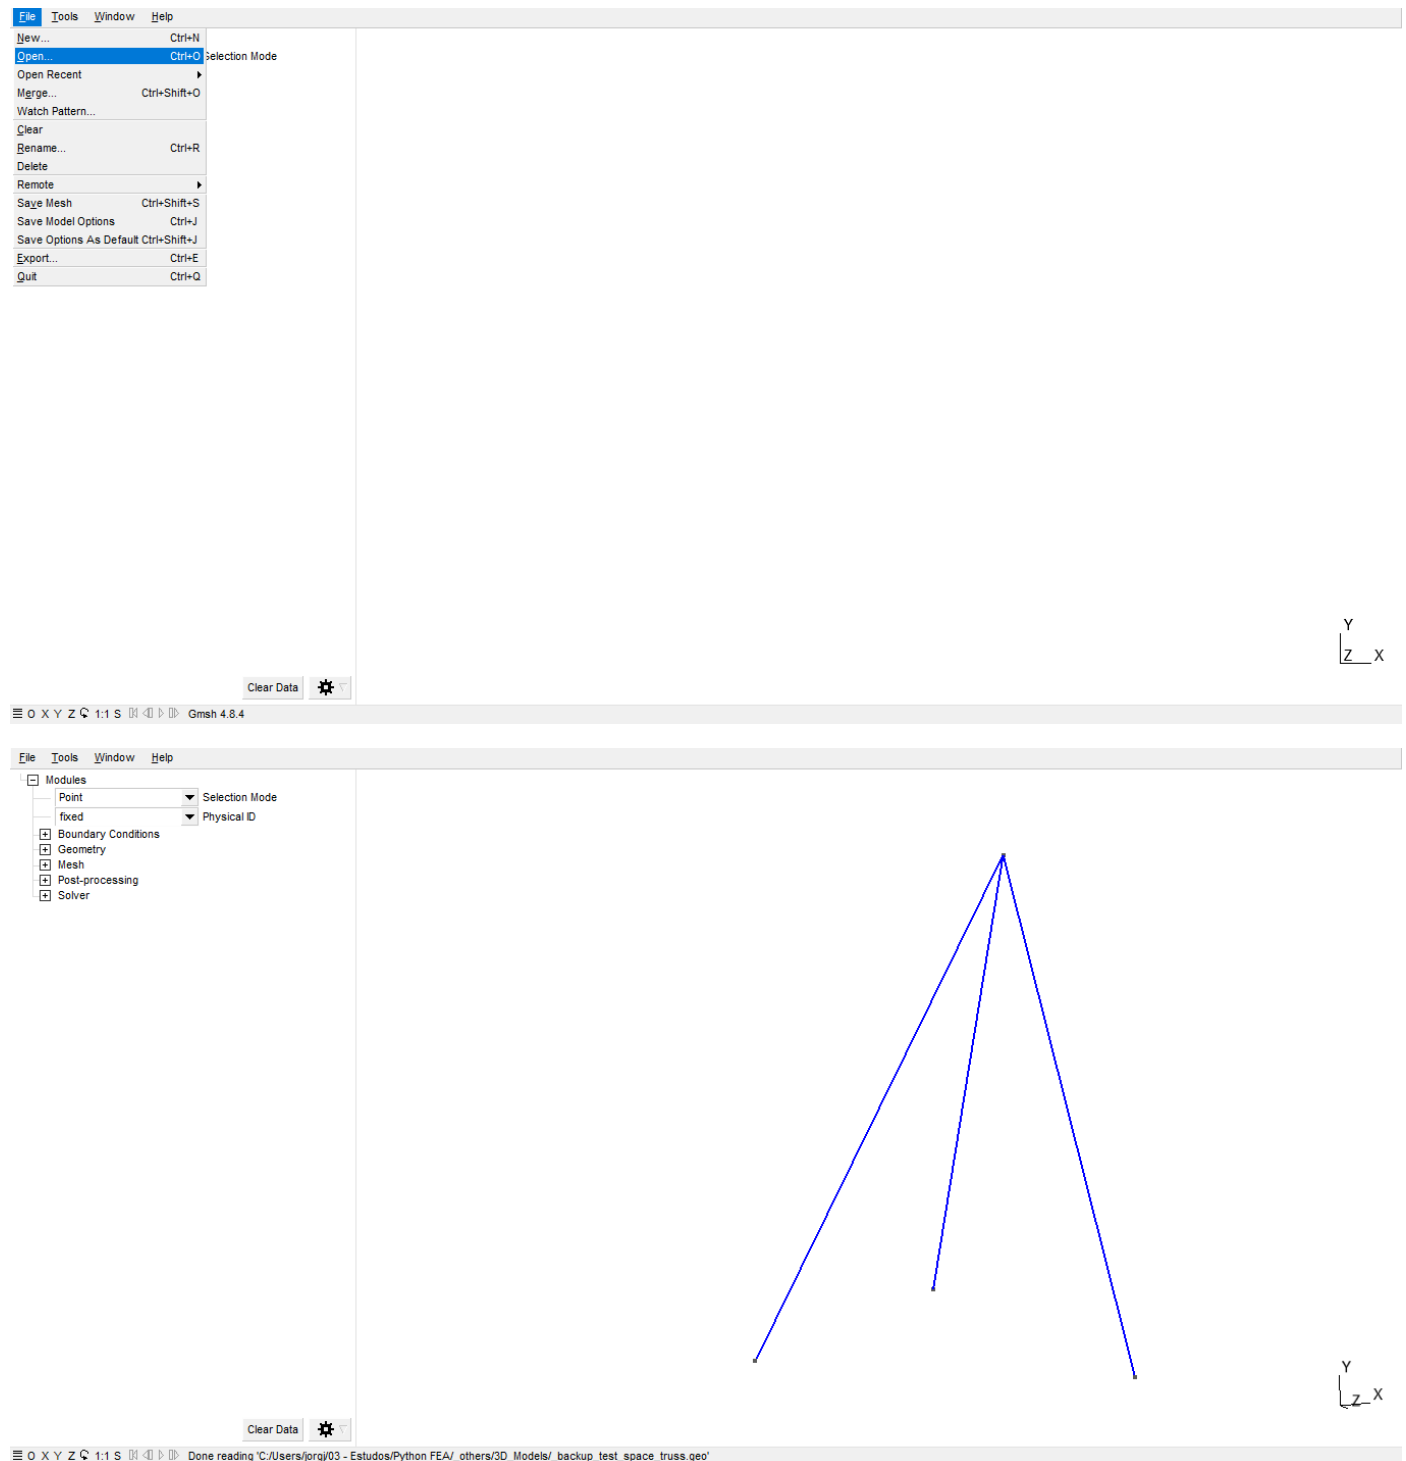 File Tools Window Help
New... Ctrl+N
Open... Ctrl+O Selection Mode
Open Recent
Merge... Ctrl+Shift+O
Watch Pattern...
Clear
Rename... Ctrl+R
Delete
Remote
Save Mesh Ctrl+Shift+S
Save Model Options Ctrl+J
Save Options As Default Ctrl+Shift+J
Export... Ctrl+E
Quit Ctrl+Q
Y
Z X
Clear Data
O X Y Z 1:1 S Gmsh 4.8.4
File Tools Window Help
Modules
Point Selection Mode
fixed Physical ID
Boundary Conditions
Geometry
Mesh
Post-processing
Solver
Y
Z X
Clear Data
O X Y Z 1:1 S Done reading 'C:/Users/jorgj/03 - Estudos/Python FEA/_others/3D_Models/_backup_test_space_truss.geo'